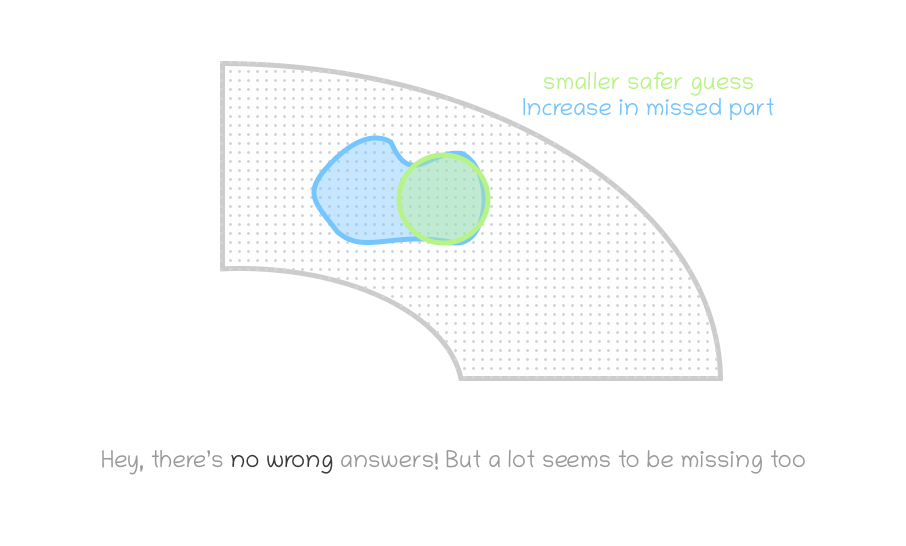 smaller safer guess
Increase in missed part
Hey, there's no wrong answers! But a lot seems to be missing too